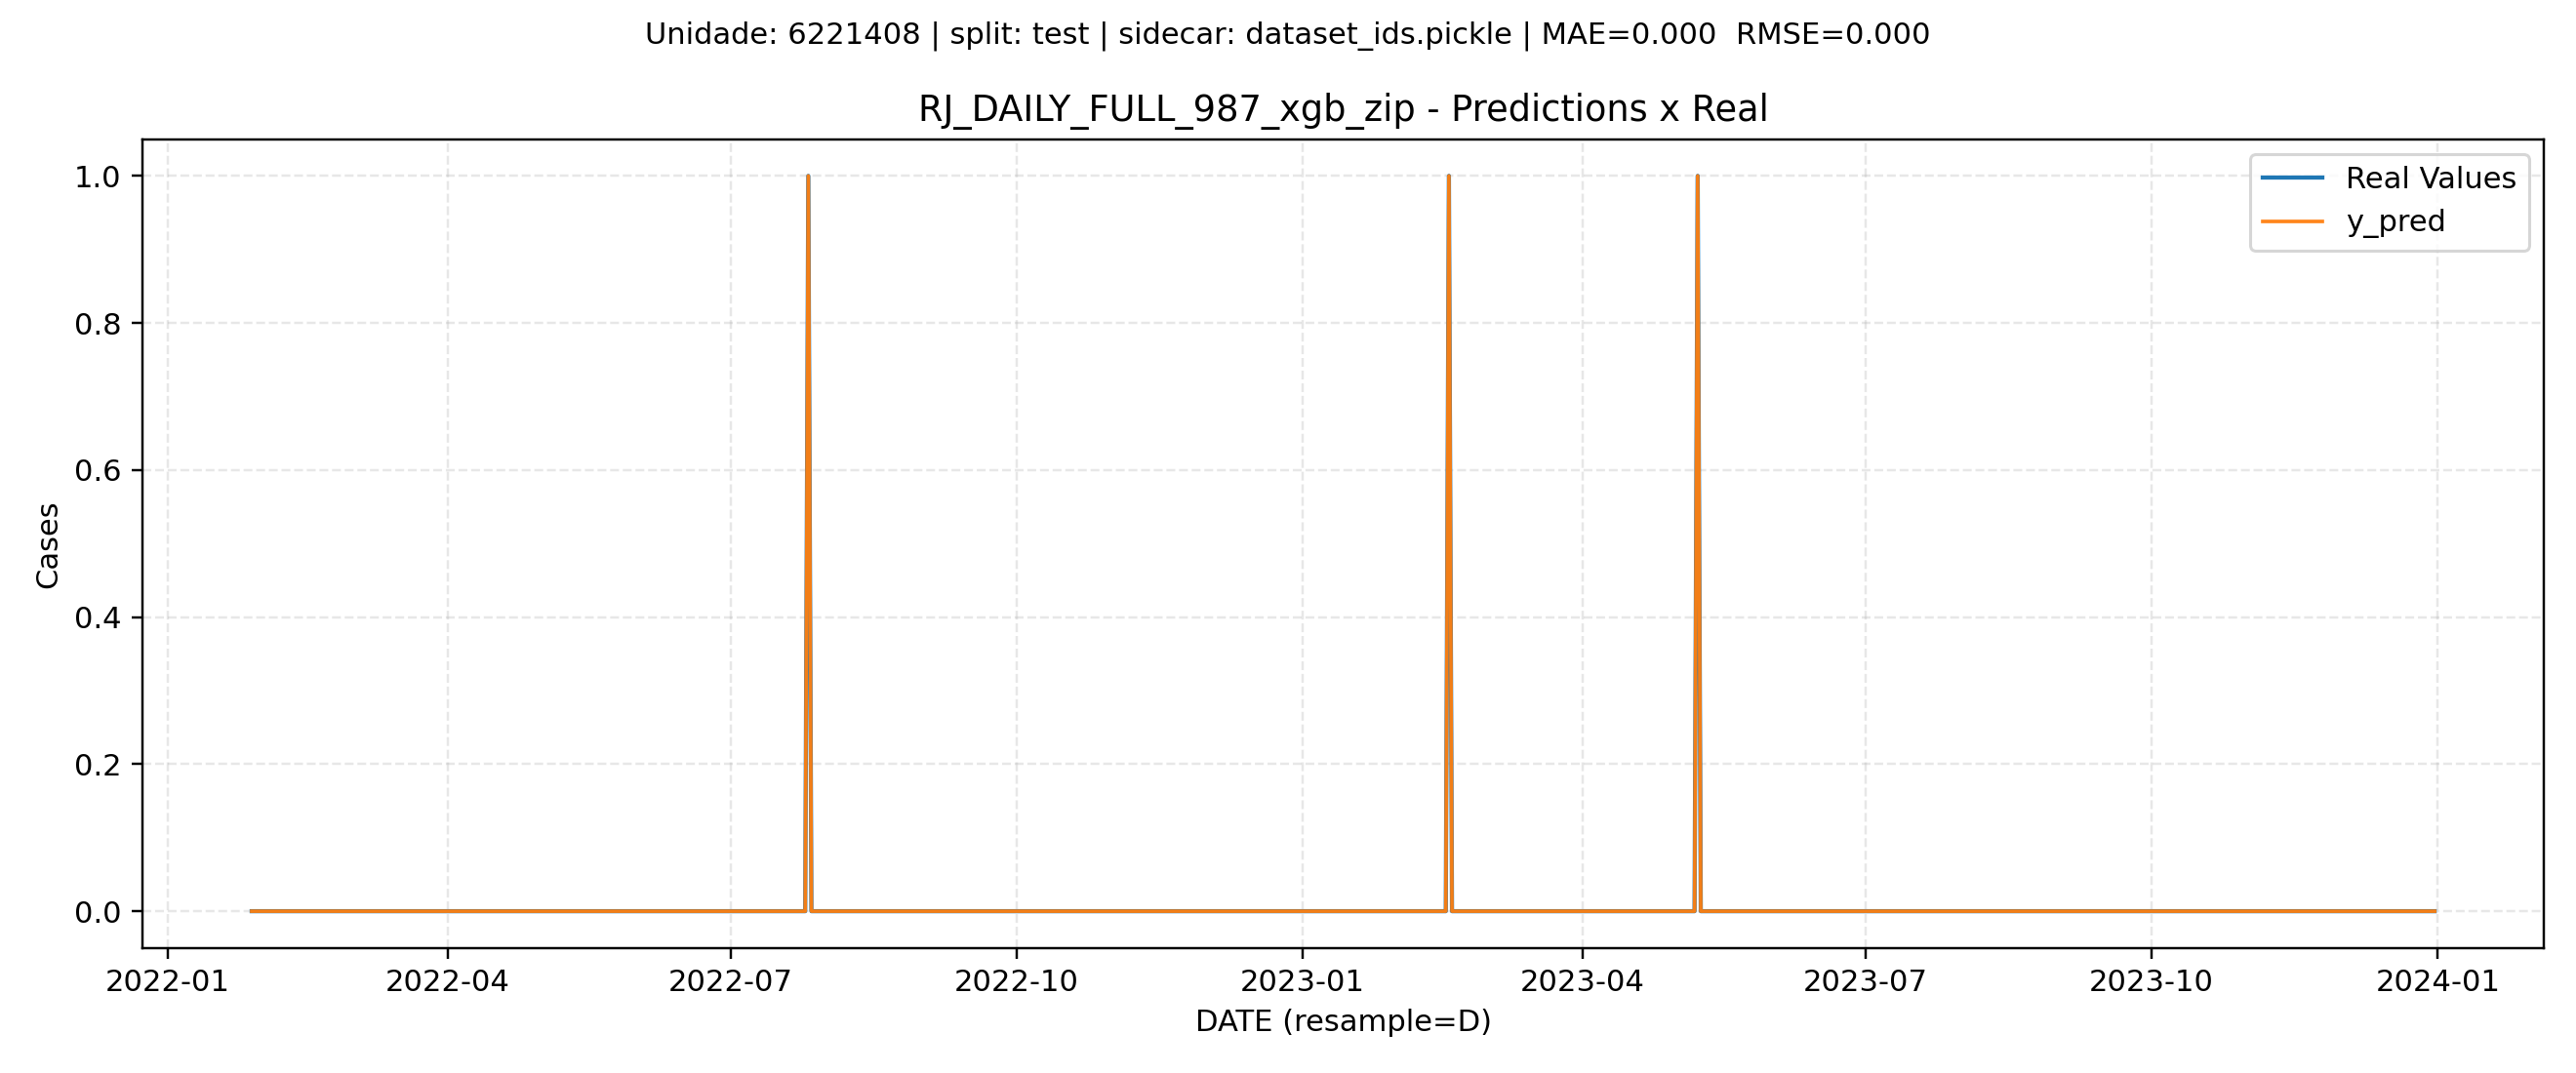 Unidade: 6221408 | split: test | sidecar: dataset_ids.pickle | MAE=0.000  RMSE=0.000
RJ_DAILY_FULL_987_xgb_zip - Predictions x Real
Real Values
y_pred
1.0
0.8
0.6
0.4
0.2
0.0
Cases
2022-01
2022-04
2022-07
2022-10
2023-01
2023-04
2023-07
2023-10
2024-01
DATE (resample=D)